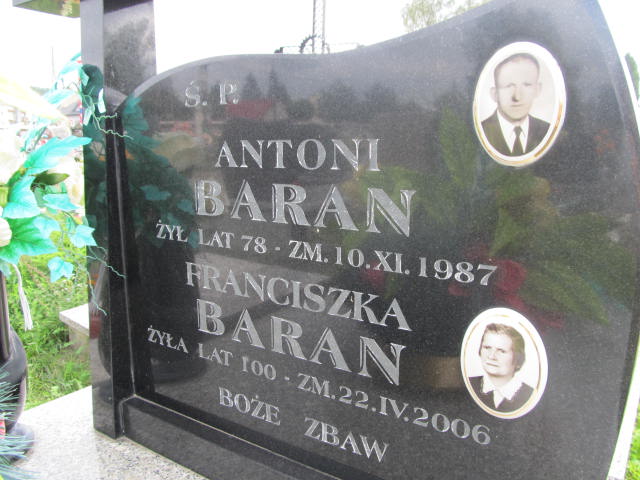 Ś. P.
ANTONI
BARAN
ŻYŁ LAT 78 - ZM. 10. XI. 1987
FRANCISZKA
BARAN
ŻYŁA LAT 100 - ZM. 22. IV. 2006
BOŻE ZBAW